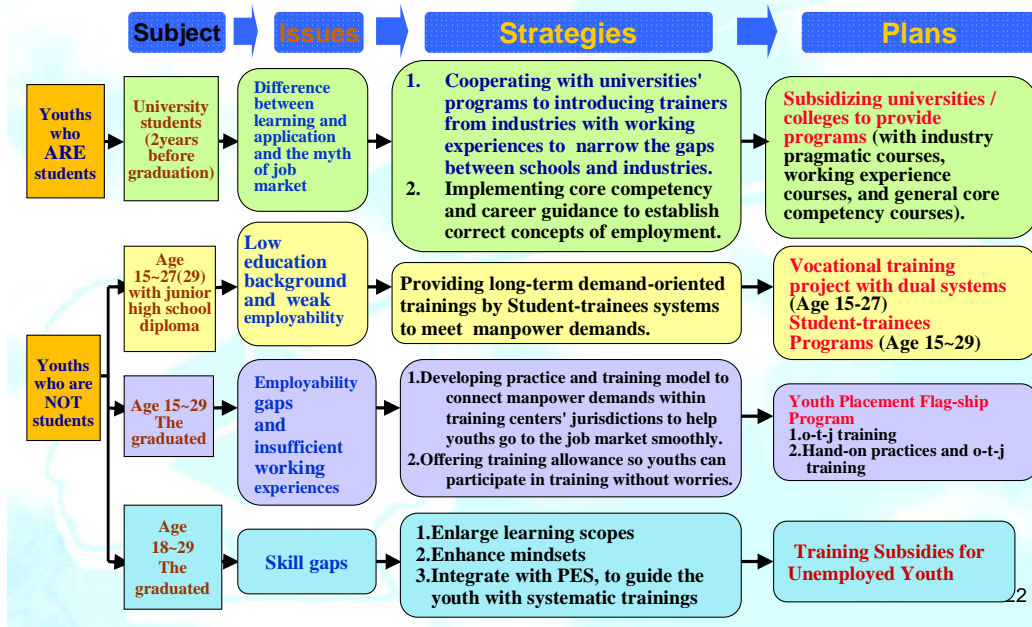 Subject
Issues
Strategies
Plans
Youths
who
ARE
students
University
students
(2years
before
graduation)
Difference
between
learning and
application
and the myth
of job
market
1. Cooperating with universities'
programs to introducing trainers
from industries with working
experiences to narrow the gaps
between schools and industries.
2. Implementing core competency
and career guidance to establish
correct concepts of employment.
Subsidizing universities /
colleges to provide
programs (with industry
pragmatic courses,
working experience
courses, and general core
competency courses).
Youths
who are
NOT
students
Age
15~27(29)
with junior
high school
diploma
Low
education
background
and weak
employability
Providing long-term demand-oriented
trainings by Student-trainees systems
to meet manpower demands.
Vocational training
project with dual systems
(Age 15-27)
Student-trainees
Programs (Age 15~29)
Age 15~29
The
graduated
Employability
gaps
and
insufficient
working
experiences
1.Developing practice and training model to
connect manpower demands within
training centers' jurisdictions to help
youths go to the job market smoothly.
2.Offering training allowance so youths can
participate in training without worries.
Youth Placement Flag-ship
Program
1.o-t-j training
2.Hand-on practices and o-t-j
training
Age
18~29
The
graduated
Skill gaps
1.Enlarge learning scopes
2.Enhance mindsets
3.Integrate with PES, to guide the
youth with systematic trainings
Training Subsidies for
Unemployed Youth